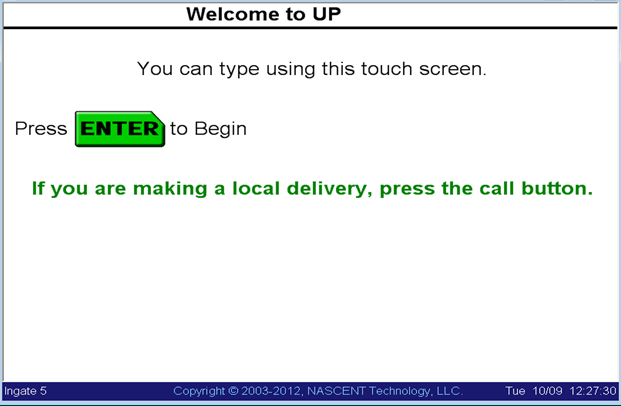 Welcome to UP
You can type using this touch screen.
Press ENTER to Begin
If you are making a local delivery, press the call button.
Ingate 5 Copyright © 2003-2012, NASCENT Technology, LLC. Tue 10/09 12:27:30